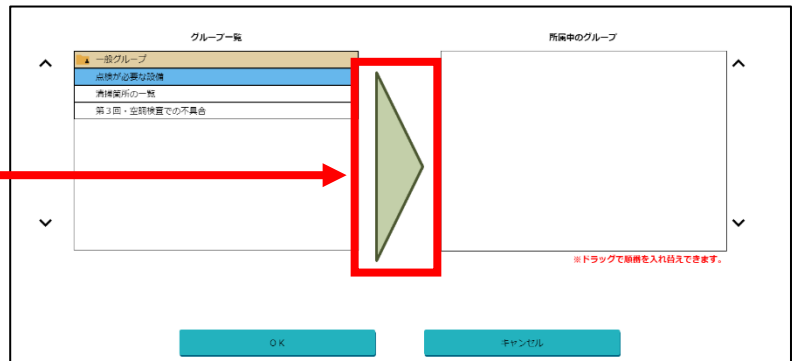 グループ一覧
所属中のグループ
一般グループ
点検が必要な設備
清掃箇所の一覧
第3回・空調検査での不具合
※ドラッグで順番を入れ替えできます。
OK
キャンセル